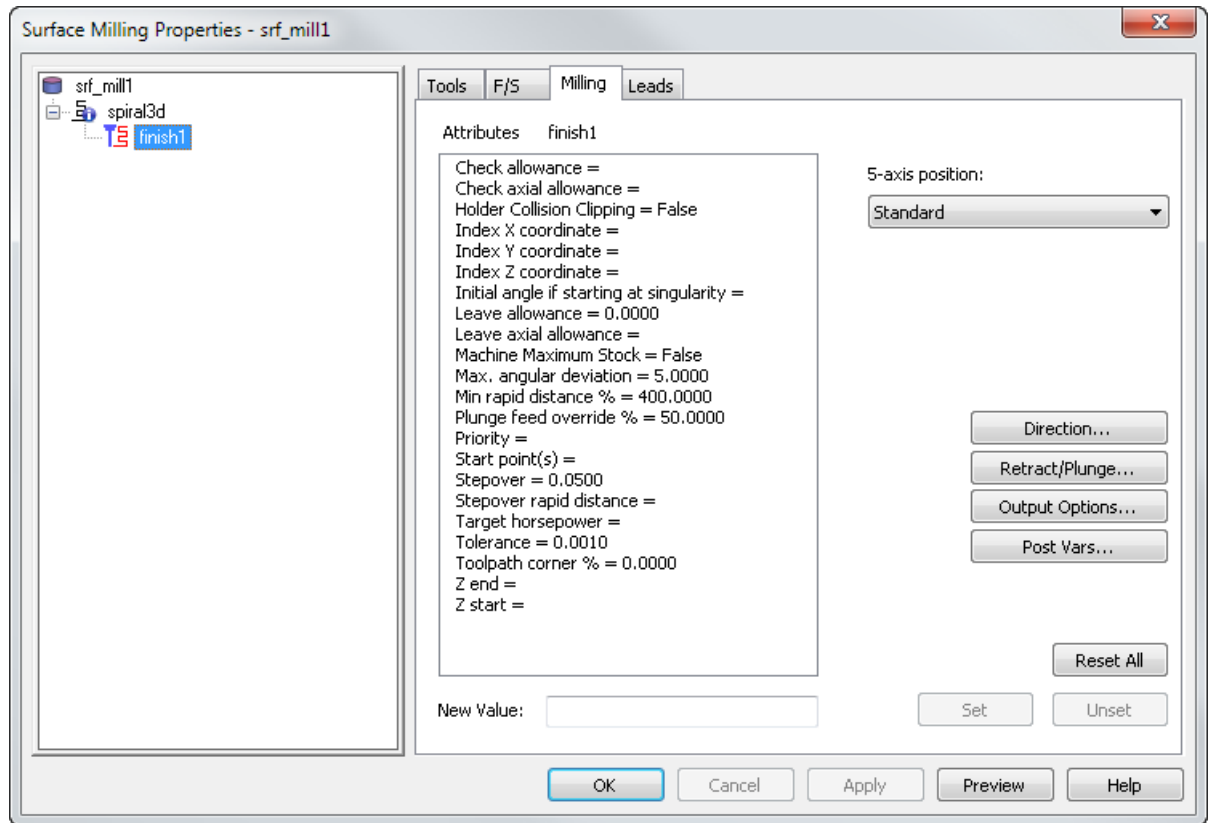 Surface Milling Properties - srf_mill1
srf_mill1
spiral3d
finish1
Tools F/S Milling Leads
Attributes finish1
Check allowance =
Check axial allowance =
Holder Collision Clipping = False
Index X coordinate =
Index Y coordinate =
Index Z coordinate =
Initial angle if starting at singularity =
Leave allowance = 0.0000
Leave axial allowance =
Machine Maximum Stock = False
Max. angular deviation = 5.0000
Min rapid distance % = 400.0000
Plunge feed override % = 50.0000
Priority =
Start point(s) =
Stepover = 0.0500
Stepover rapid distance =
Target horsepower =
Tolerance = 0.0010
Toolpath corner % = 0.0000
Z end =
Z start =
5-axis position:
Standard
Direction...
Retract/Plunge...
Output Options...
Post Vars...
Reset All
New Value: Set Unset
OK Cancel Apply Preview Help